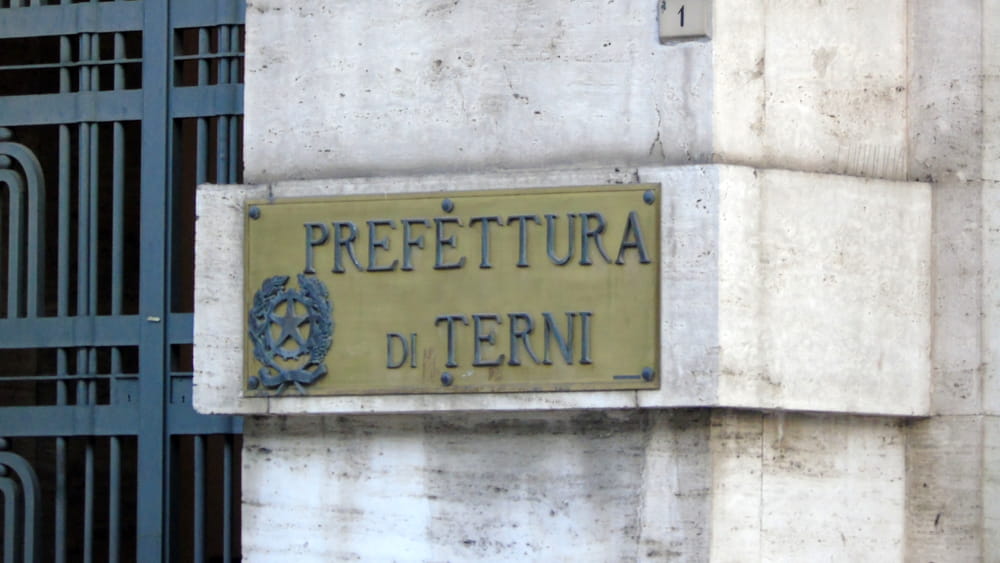 1
PREFETTURA
DI TERNI